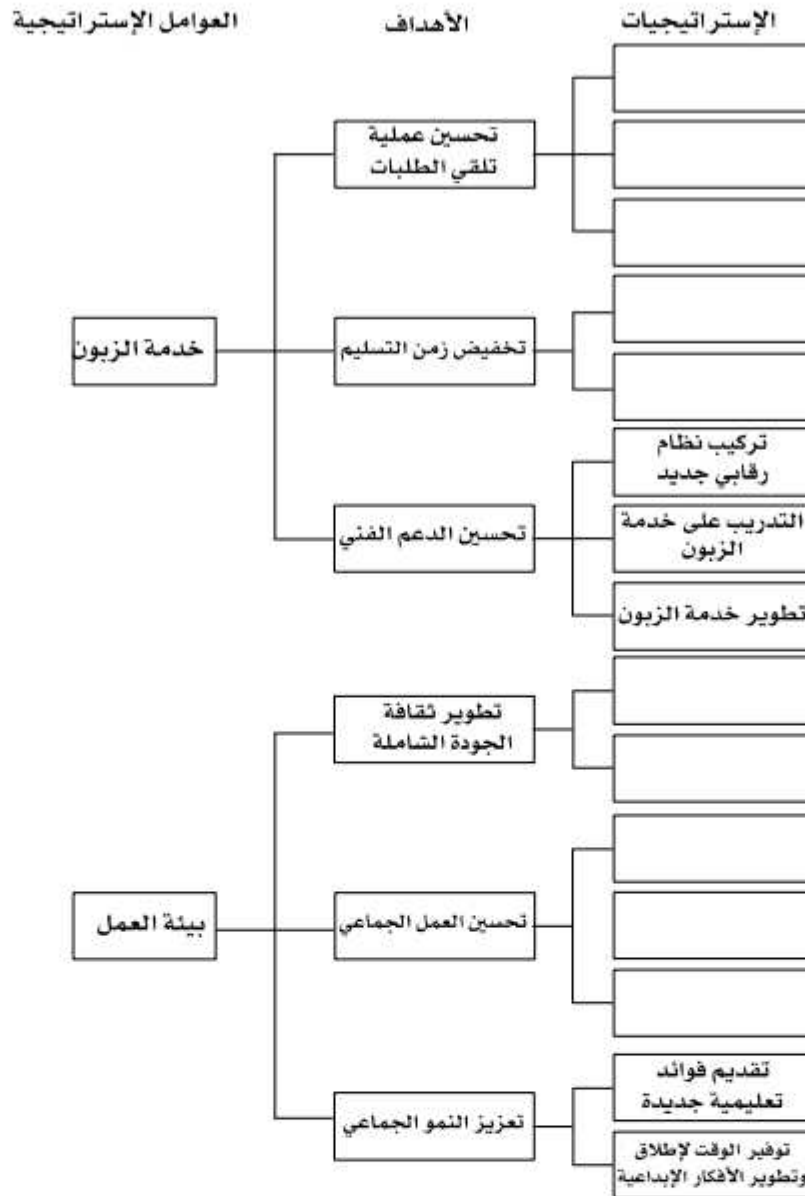 العوامل الإستراتيجية
الأهداف
الإستراتيجيات
تحسين عملية
تلقي الطلبات
خدمة الزبون
تخفيض زمن التسليم
تحسين الدعم الفني
تركيب نظام
رقابي جديد
التدريب على خدمة
الزبون
تطوير خدمة الزبون
تطوير ثقافة
الجودة الشاملة
بيئة العمل
تحسين العمل الجماعي
تعزيز النمو الجماعي
تقديم فوائد
تعليمية جديدة
توفير الوقت لإطلاق
وتطوير الأفكار الإبداعية